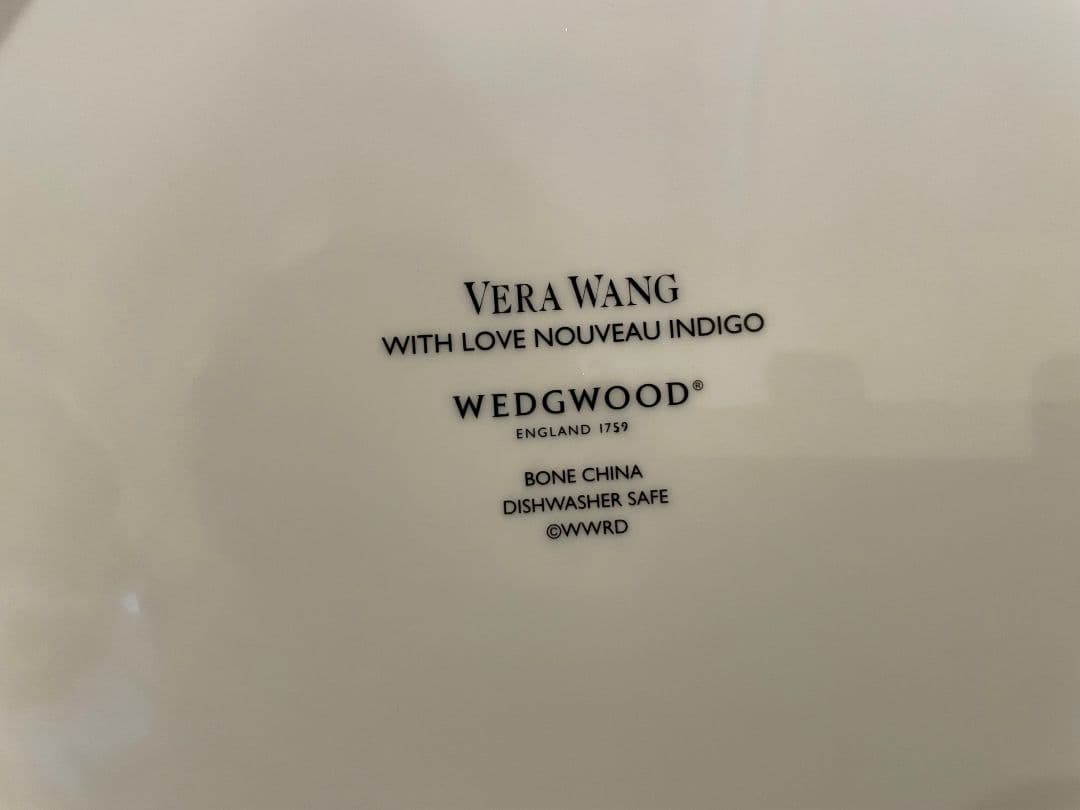 VERA WANG
WITH LOVE NOUVEAU INDIGO
WEDGWOOD®
ENGLAND 1759
BONE CHINA
DISHWASHER SAFE
©WWRD